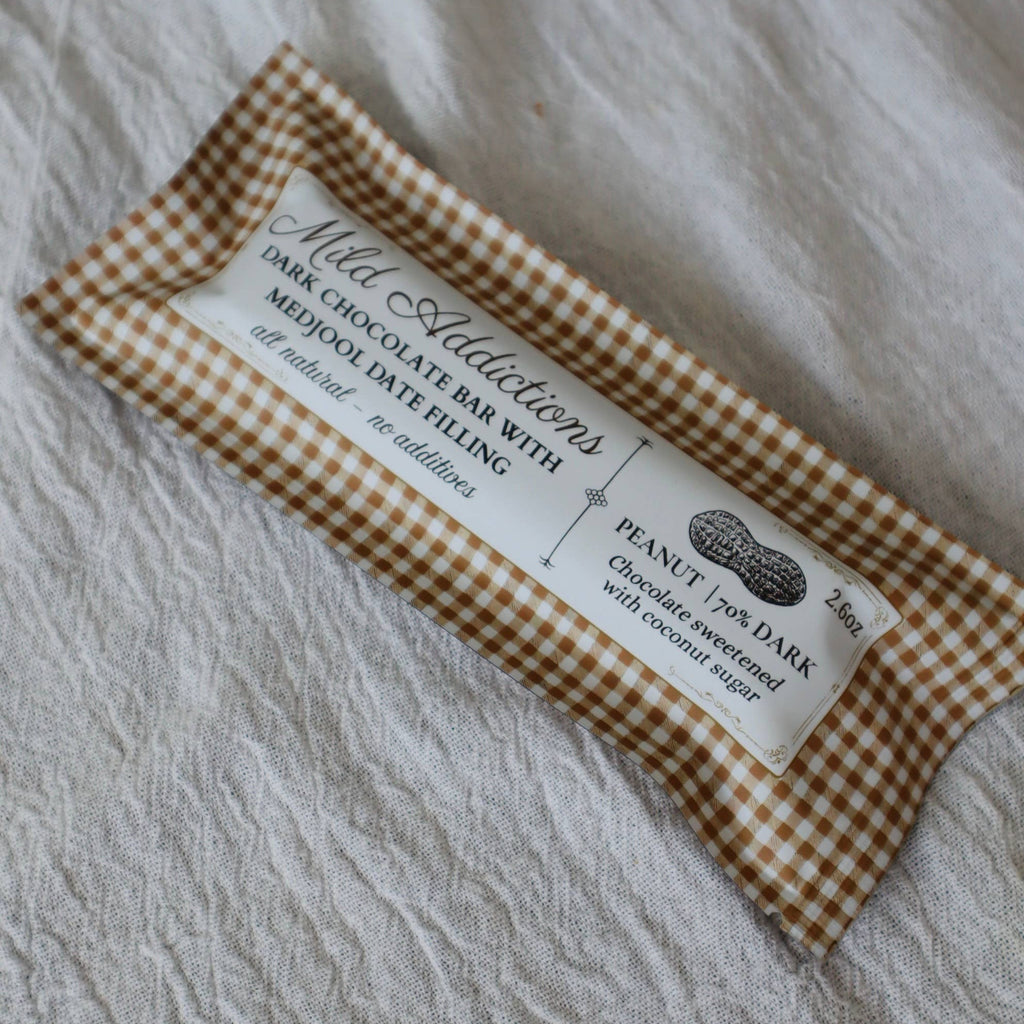 Mild Addictions
DARK CHOCOLATE BAR WITH
MEDJOOL DATE FILLING
all natural – no additives
PEANUT | 70% DARK
Chocolate sweetened
with coconut sugar
2.6oz